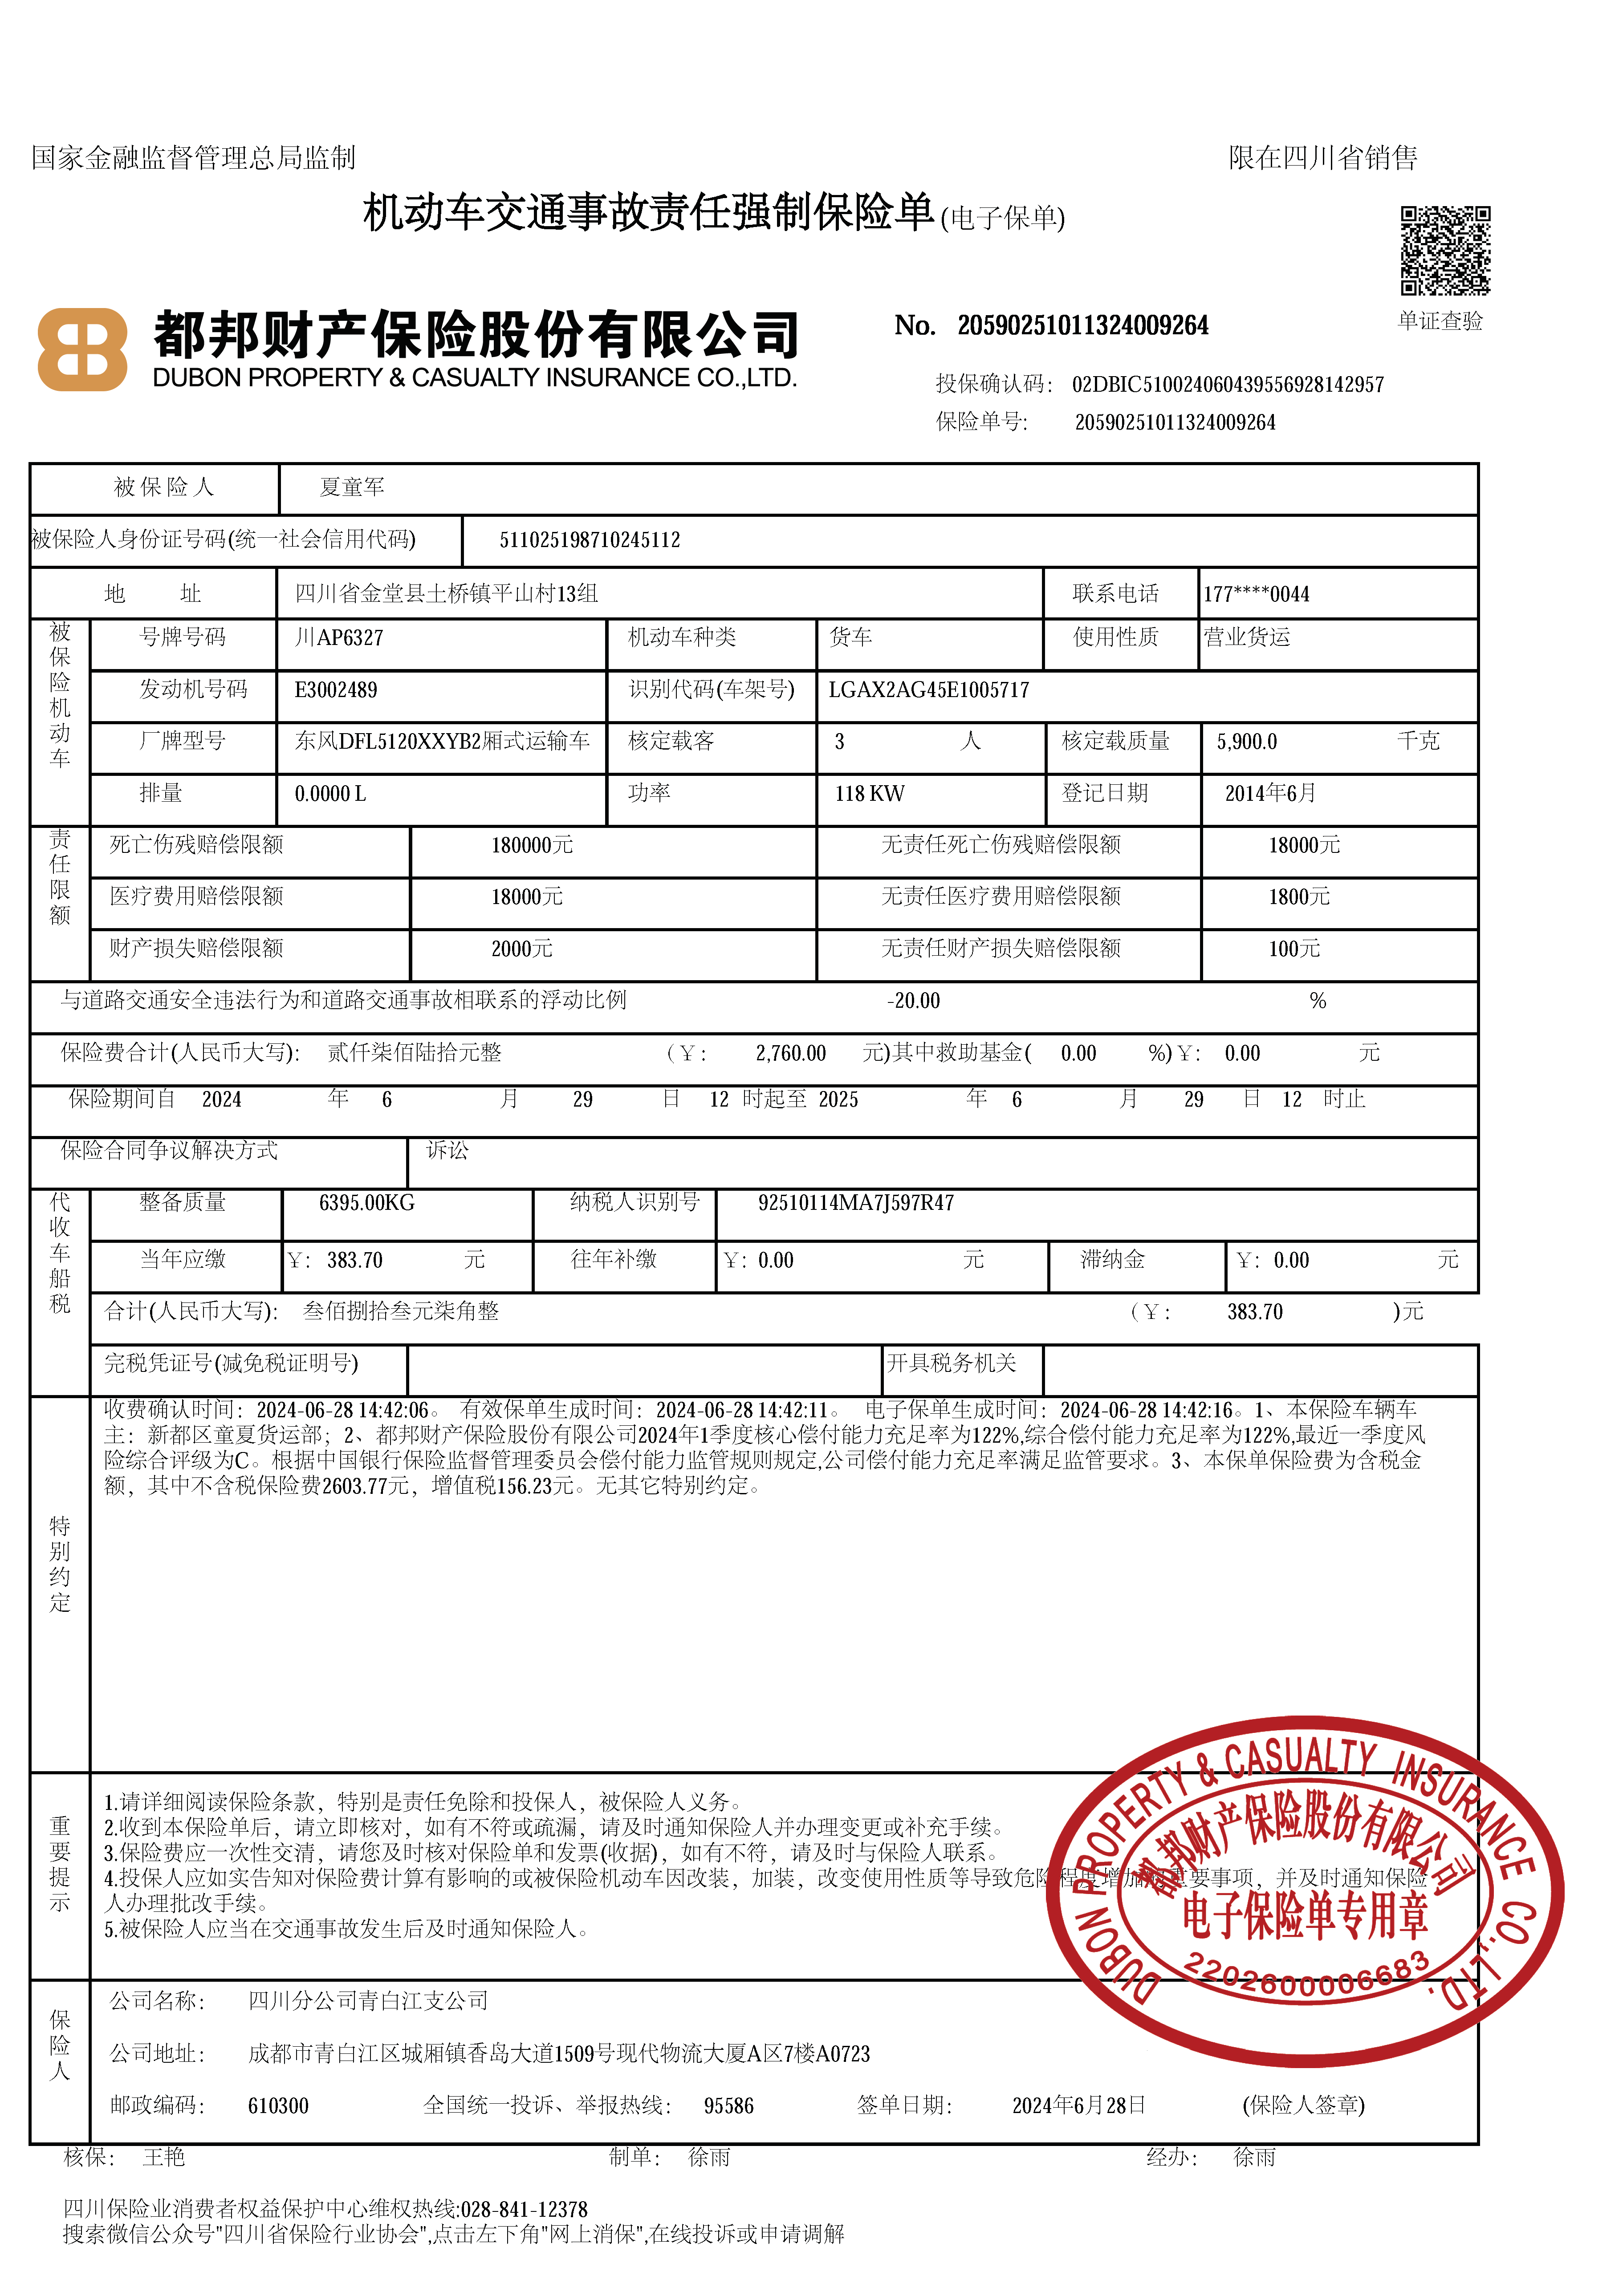 国家金融监督管理总局监制 限在四川省销售
机动车交通事故责任强制保险单(电子保单)
都邦财产保险股份有限公司
DUBON PROPERTY & CASUALTY INSURANCE CO.,LTD.
No. 20590251011324009264
单证查验
投保确认码： 02DBIC510024060439556928142957
保险单号: 20590251011324009264
被保险人 夏童军
被保险人身份证号码(统一社会信用代码) 511025198710245112
地 址 四川省金堂县土桥镇平山村13组 联系电话 177****0044
被保险机动车
号牌号码 川AP6327 机动车种类 货车 使用性质 营业货运
发动机号码 E3002489 识别代码(车架号) LGAX2AG45E1005717
厂牌型号 东风DFL5120XXYB2厢式运输车 核定载客 3 人 核定载质量 5,900.0 千克
排量 0.0000 L 功率 118 KW 登记日期 2014年6月
责任限额
死亡伤残赔偿限额 180000元 无责任死亡伤残赔偿限额 18000元
医疗费用赔偿限额 18000元 无责任医疗费用赔偿限额 1800元
财产损失赔偿限额 2000元 无责任财产损失赔偿限额 100元
与道路交通安全违法行为和道路交通事故相联系的浮动比例 -20.00 %
保险费合计(人民币大写)： 贰仟柒佰陆拾元整 （￥： 2,760.00 元)其中救助基金( 0.00 %)￥： 0.00 元
保险期间自 2024 年 6 月 29 日 12 时起至 2025 年 6 月 29 日 12 时止
保险合同争议解决方式 诉讼
代收车船税
整备质量 6395.00KG 纳税人识别号 92510114MA7J597R47
当年应缴 ￥： 383.70 元 往年补缴 ￥：0.00 元 滞纳金 ￥：0.00 元
合计(人民币大写)： 叁佰捌拾叁元柒角整 （￥： 383.70 )元
完税凭证号(减免税证明号) 开具税务机关
特别约定
收费确认时间：2024-06-28 14:42:06。 有效保单生成时间：2024-06-28 14:42:11。 电子保单生成时间：2024-06-28 14:42:16。1、本保险车辆车
主：新都区童夏货运部；2、都邦财产保险股份有限公司2024年1季度核心偿付能力充足率为122%,综合偿付能力充足率为122%,最近一季度风
险综合评级为C。根据中国银行保险监督管理委员会偿付能力监管规则规定,公司偿付能力充足率满足监管要求。3、本保单保险费为含税金
额，其中不含税保险费2603.77元，增值税156.23元。无其它特别约定。
重要提示
1.请详细阅读保险条款，特别是责任免除和投保人，被保险人义务。
2.收到本保险单后，请立即核对，如有不符或疏漏，请及时通知保险人并办理变更或补充手续。
3.保险费应一次性交清，请您及时核对保险单和发票(收据)，如有不符，请及时与保险人联系。
4.投保人应如实告知对保险费计算有影响的或被保险机动车因改装，加装，改变使用性质等导致危险程度增加的重要事项，并及时通知保险
人办理批改手续。
5.被保险人应当在交通事故发生后及时通知保险人。
DUBON PROPERTY & CASUALTY INSURANCE CO.,LTD.
都邦财产保险股份有限公司
电子保险单专用章
2202600006683
保险人
公司名称： 四川分公司青白江支公司
公司地址： 成都市青白江区城厢镇香岛大道1509号现代物流大厦A区7楼A0723
邮政编码： 610300 全国统一投诉、举报热线： 95586 签单日期： 2024年6月28日 (保险人签章)
核保： 王艳 制单： 徐雨 经办： 徐雨
四川保险业消费者权益保护中心维权热线:028-841-12378
搜索微信公众号"四川省保险行业协会",点击左下角"网上消保",在线投诉或申请调解